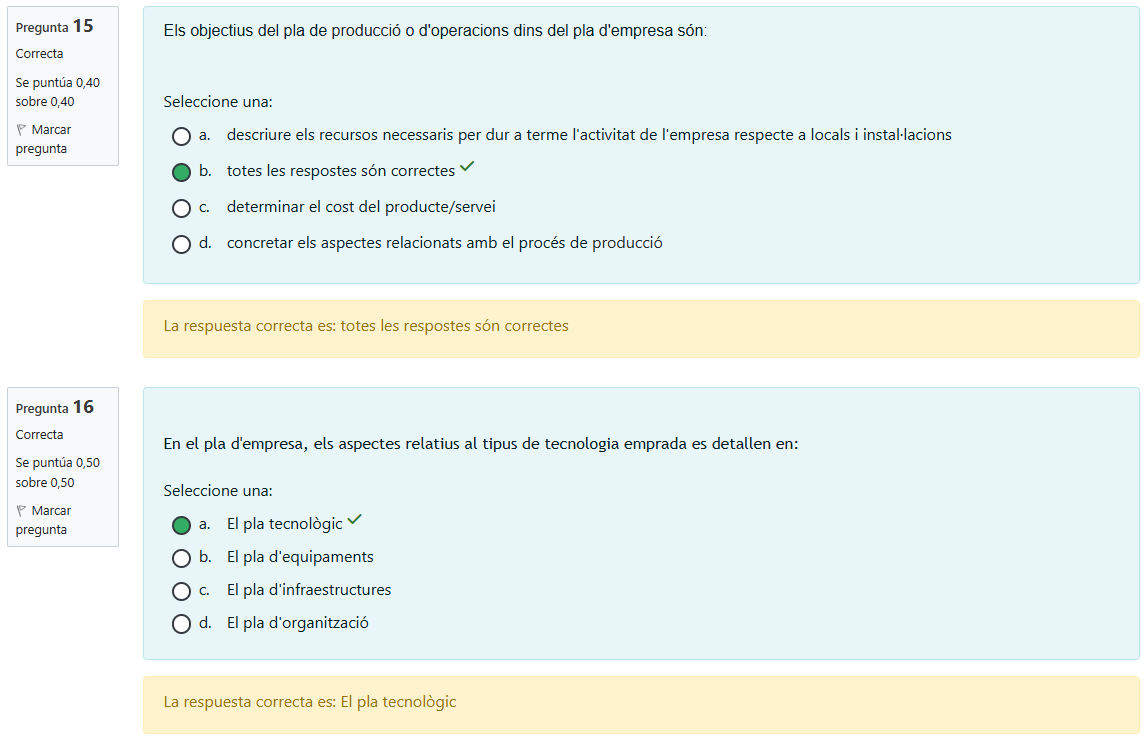 Pregunta 15
Correcta
Se puntúa 0,40
sobre 0,40
Marcar
pregunta
Els objectius del pla de producció o d'operacions dins del pla d'empresa són:
Seleccione una:
a. descriure els recursos necessaris per dur a terme l'activitat de l'empresa respecte a locals i instal·lacions
b. totes les respostes són correctes
c. determinar el cost del producte/servei
d. concretar els aspectes relacionats amb el procés de producció
La respuesta correcta es: totes les respostes són correctes
Pregunta 16
Correcta
Se puntúa 0,50
sobre 0,50
Marcar
pregunta
En el pla d'empresa, els aspectes relatius al tipus de tecnologia emprada es detallen en:
Seleccione una:
a. El pla tecnològic
b. El pla d'equipaments
c. El pla d'infraestructures
d. El pla d'organització
La respuesta correcta es: El pla tecnològic